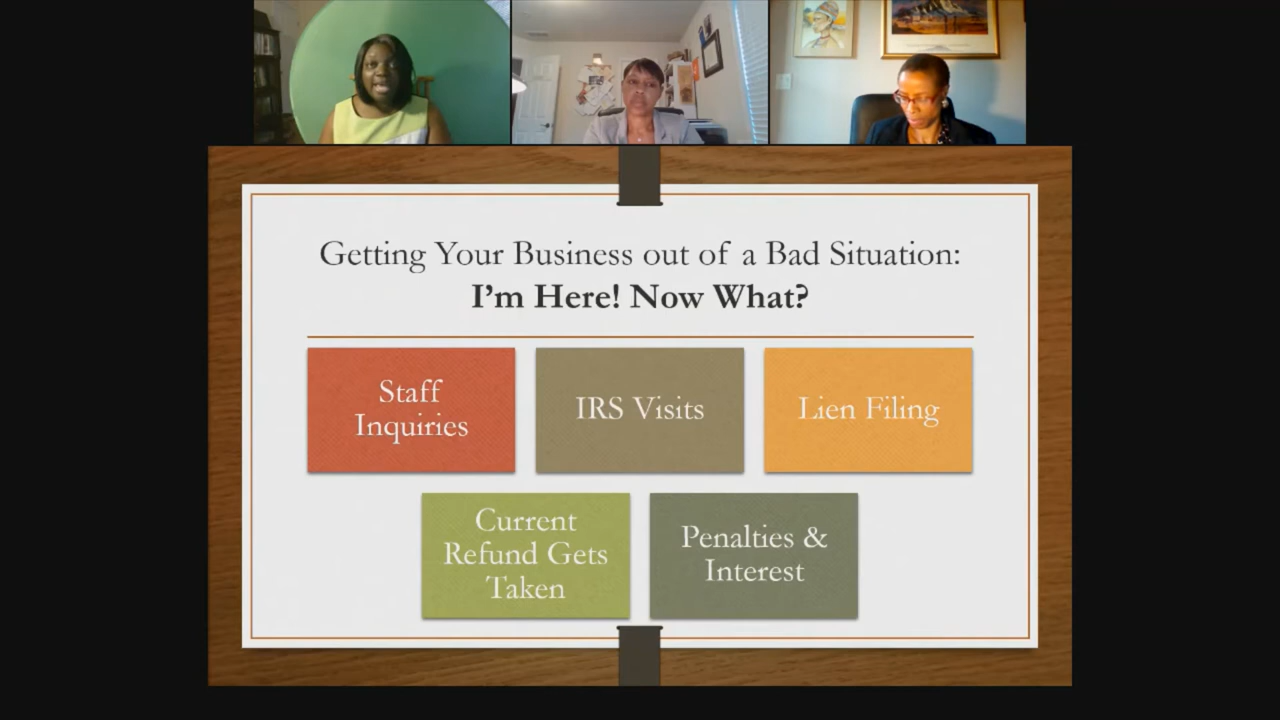 Getting Your Business out of a Bad Situation:
I'm Here! Now What?
Staff
Inquiries
IRS Visits
Lien Filing
Current
Refund Gets
Taken
Penalties &
Interest